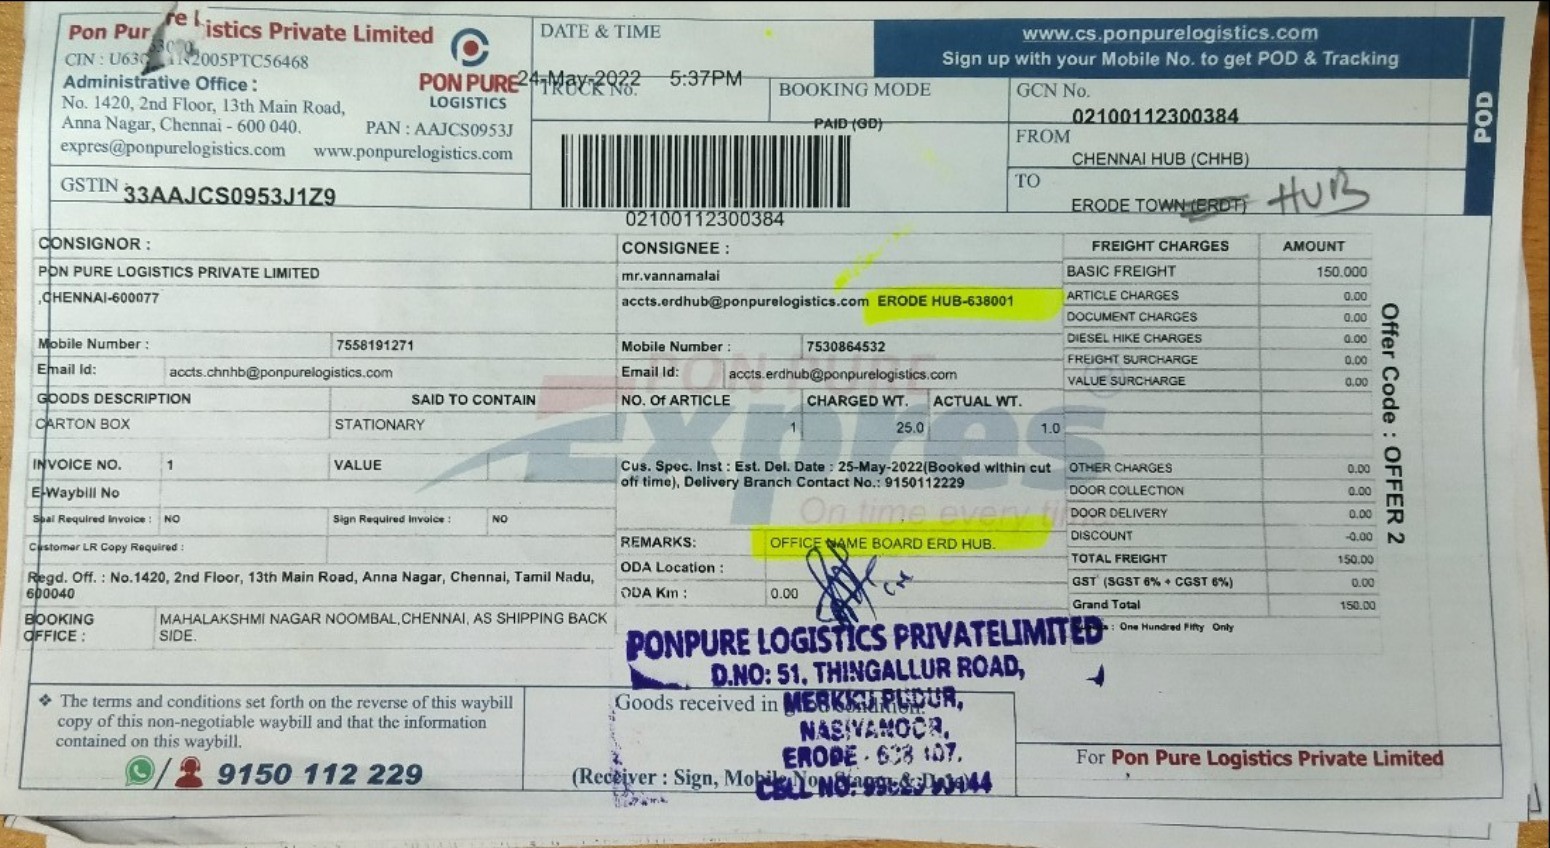 Pon Pur re l istics Private Limited
CIN : U63 2005PTC56468
Administrative Office :
No. 1420, 2nd Floor, 13th Main Road,
Anna Nagar, Chennai - 600 040. PAN : AAJCS0953J
expres@ponpurelogistics.com www.ponpurelogistics.com
PON PURE
LOGISTICS
GSTIN : 33AAJCS0953J1Z9
DATE & TIME
24-May-2022 5:37PM
TRUCK No.
BOOKING MODE
PAID (GD)
02100112300384
www.cs.ponpurelogistics.com
Sign up with your Mobile No. to get POD & Tracking
GCN No.
02100112300384
FROM
CHENNAI HUB (CHHB)
TO
ERODE TOWN (ERDT) HUB
POD
CONSIGNOR :
PON PURE LOGISTICS PRIVATE LIMITED
,CHENNAI-600077
Mobile Number : 7558191271
Email Id: accts.chnhb@ponpurelogistics.com
CONSIGNEE :
mr.vannamalai
accts.erdhub@ponpurelogistics.com ERODE HUB-638001
Mobile Number : 7530864532
Email Id: accts.erdhub@ponpurelogistics.com
GOODS DESCRIPTION SAID TO CONTAIN NO. Of ARTICLE CHARGED WT. ACTUAL WT.
CARTON BOX STATIONARY 1 25.0 1.0
INVOICE NO. 1 VALUE
E-Waybill No
Seal Required Invoice : NO Sign Required Invoice : NO
Customer LR Copy Required :
Regd. Off. : No.1420, 2nd Floor, 13th Main Road, Anna Nagar, Chennai, Tamil Nadu,
600040
BOOKING OFFICE : MAHALAKSHMI NAGAR NOOMBAL,CHENNAI, AS SHIPPING BACK
SIDE.
Cus. Spec. Inst : Est. Del. Date : 25-May-2022(Booked within cut
off time), Delivery Branch Contact No.: 9150112229
REMARKS: OFFICE NAME BOARD ERD HUB.
ODA Location :
ODA Km : 0.00
PON PURE
Expres
On time every time
FREIGHT CHARGES AMOUNT
BASIC FREIGHT 150.000
ARTICLE CHARGES 0.00
DOCUMENT CHARGES 0.00
DIESEL HIKE CHARGES 0.00
FREIGHT SURCHARGE 0.00
VALUE SURCHARGE 0.00
OTHER CHARGES 0.00
DOOR COLLECTION 0.00
DOOR DELIVERY 0.00
DISCOUNT -0.00
TOTAL FREIGHT 150.00
GST (SGST 6% + CGST 6%) 0.00
Grand Total 150.00
: One Hundred Fifty Only
Offer Code : OFFER 2
PONPURE LOGISTICS PRIVATELIMITED
D.NO: 51, THINGALLUR ROAD,
MERKKU PUDUR,
NASIYANOOR,
ERODE - 638 107.
CELL NO:
❖ The terms and conditions set forth on the reverse of this waybill
copy of this non-negotiable waybill and that the information
contained on this waybill.
/ 9150 112 229
Goods received in condition.
(Receiver : Sign, Mobile No
For Pon Pure Logistics Private Limited